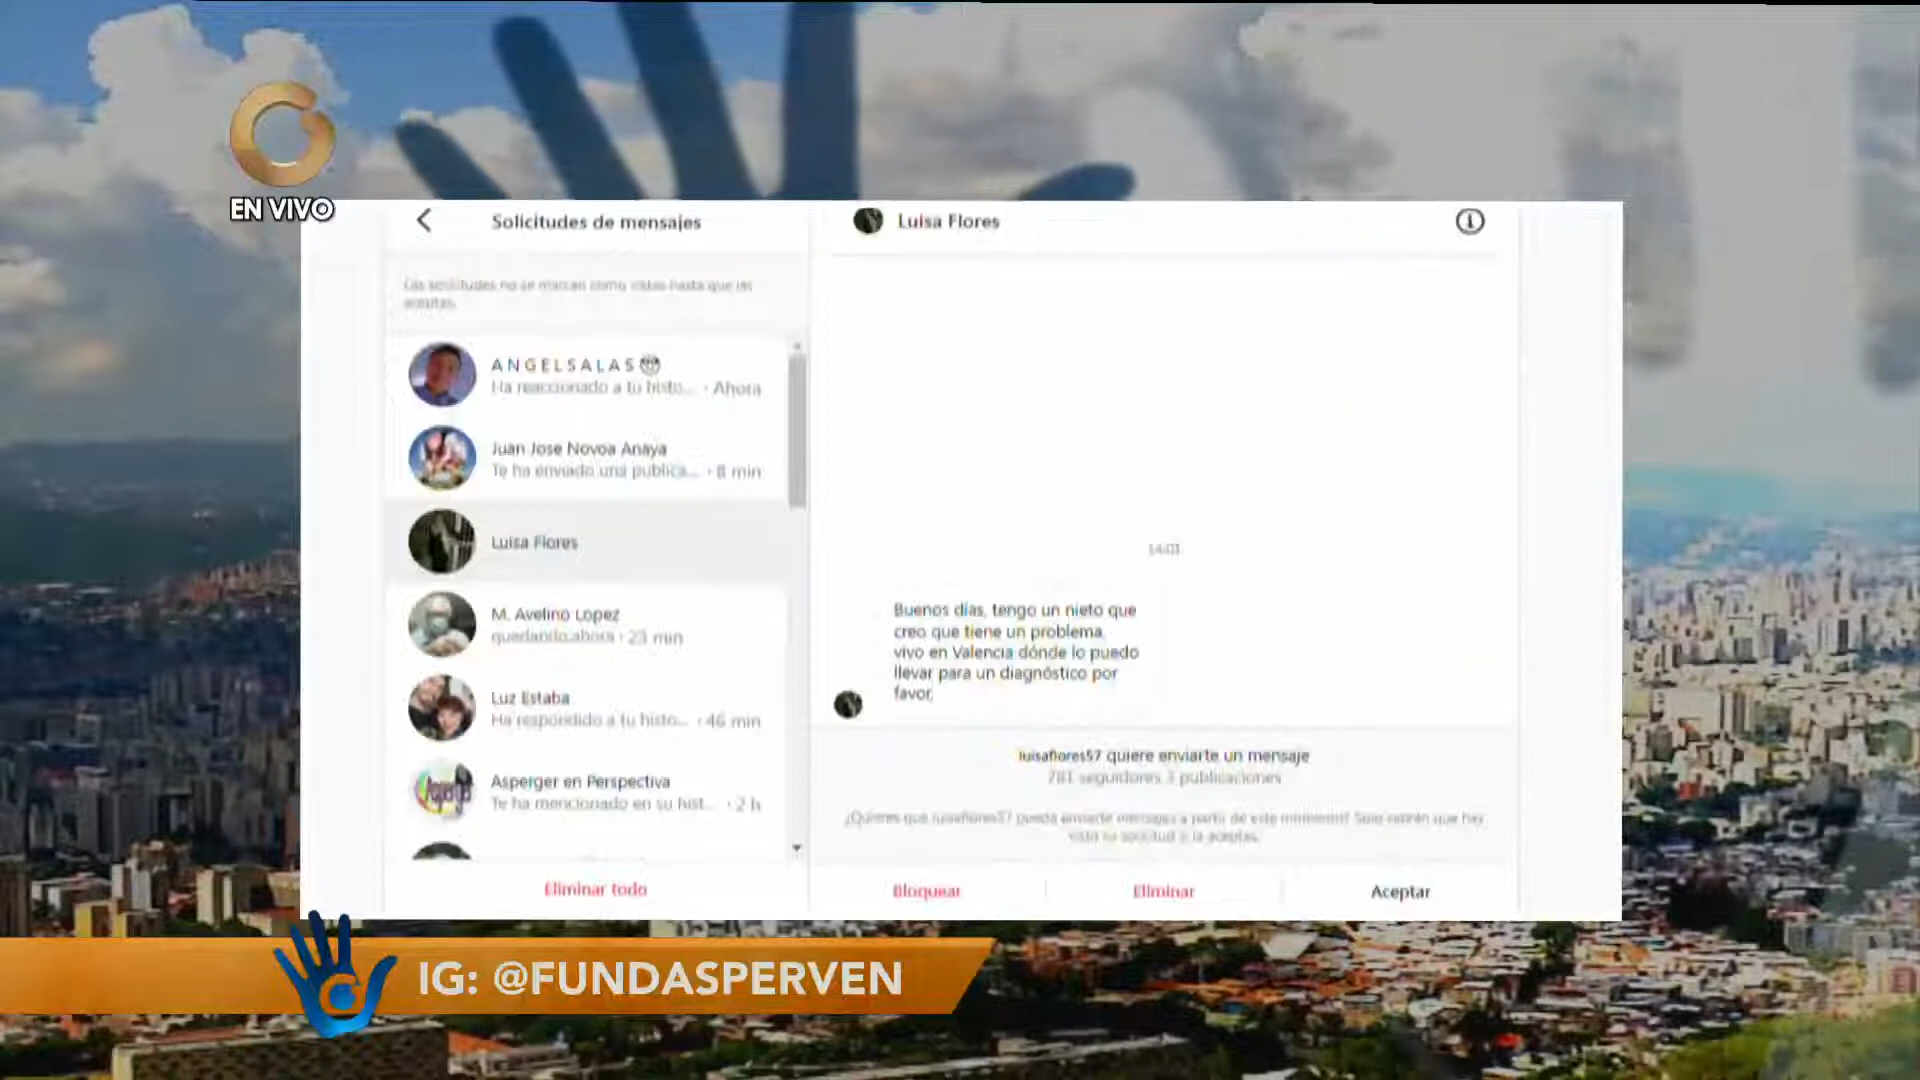 EN VIVO
Solicitudes de mensajes
Las solicitudes no se marcan como vistas hasta que las
aceptas.
A N G E L S A L A S
Ha reaccionado a tu histo... · Ahora
Juan Jose Novoa Anaya
Te ha enviado una publica... · 8 min
Luisa Flores
M. Avelino Lopez
quedando.ahora · 23 min
Luz Estaba
Ha respondido a tu histo... · 46 min
Asperger en Perspectiva
Te ha mencionado en su hist... · 2 h
Eliminar todo
Luisa Flores
14:03
Buenos días, tengo un nieto que
creo que tiene un problema,
vivo en Valencia dónde lo puedo
llevar para un diagnóstico por
favor,
luisaflores57 quiere enviarte un mensaje
781 seguidores 3 publicaciones
¿Quieres que luisaflores57 pueda enviarte mensajes a partir de este momento? Solo sabrán que hay
visto su solicitud si la aceptas.
Bloquear
Eliminar
Aceptar
IG: @FUNDASPERVEN